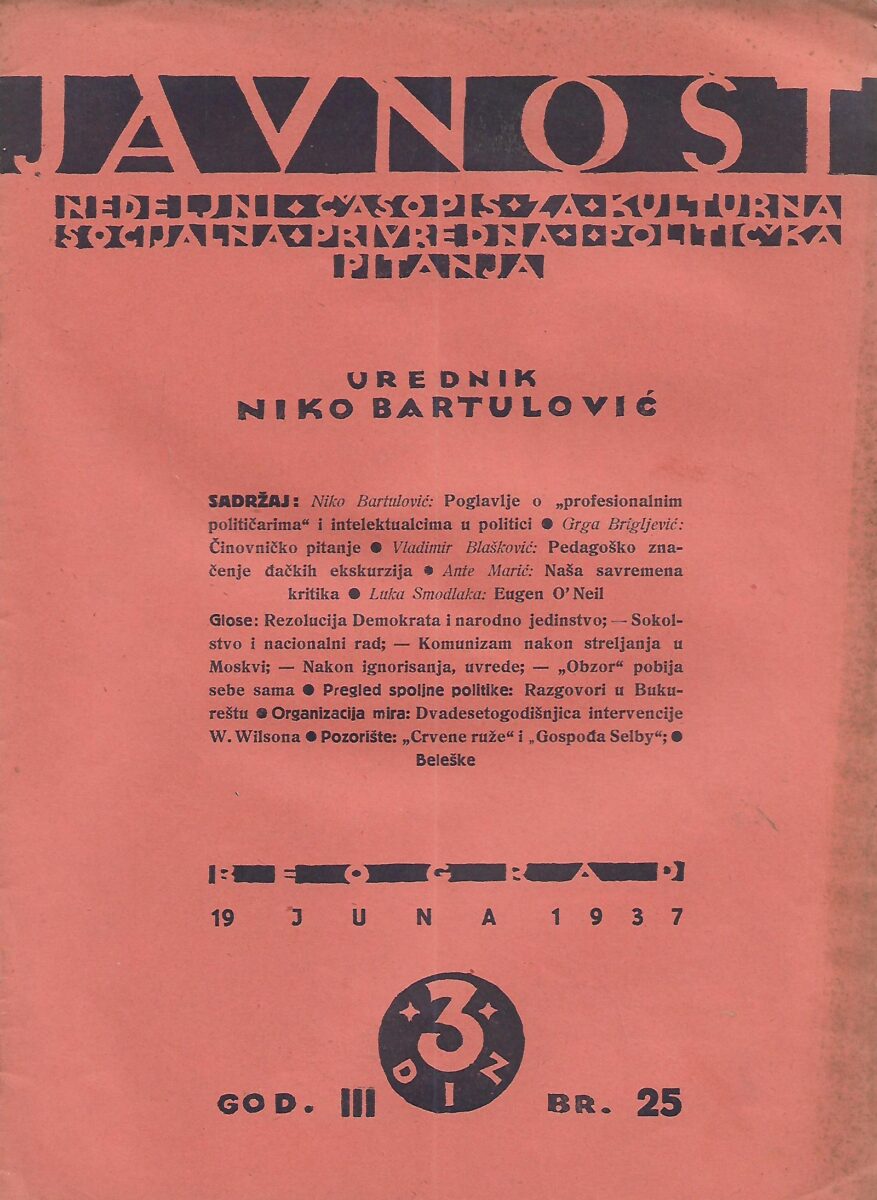 JAVNOST
NEDELJNI ✦ ČASOPIS ✦ ZA ✦ KULTURNA
SOCIJALNA ✦ PRIVREDNA ✦ I ✦ POLITIČKA
PITANJA
UREDNIK
NIKO BARTULOVIĆ
SADRŽAJ: Niko Bartulović: Poglavlje o „profesionalnim
političarima“ i intelektualcima u politici ● Grga Brigljević:
Činovničko pitanje ● Vladimir Blašković: Pedagoško zna-
čenje đačkih ekskurzija ● Ante Marić: Naša savremena
kritika ● Luka Smodlaka: Eugen O'Neil
Glose: Rezolucija Demokrata i narodno jedinstvo; — Sokol-
stvo i nacionalni rad; — Komunizam nakon streljanja u
Moskvi; — Nakon ignorisanja, uvrede; — „Obzor“ pobija
sebe sama ● Pregled spoljne politike: Razgovori u Buku-
reštu ● Organizacija mira: Dvadesetogodišnjica intervencije
W. Wilsona ● Pozorište: „Crvene ruže“ i „Gospođa Selby“; ●
Beleške
BEOGRAD
19 JUNA 1937
3
DIN
GOD. III BR. 25